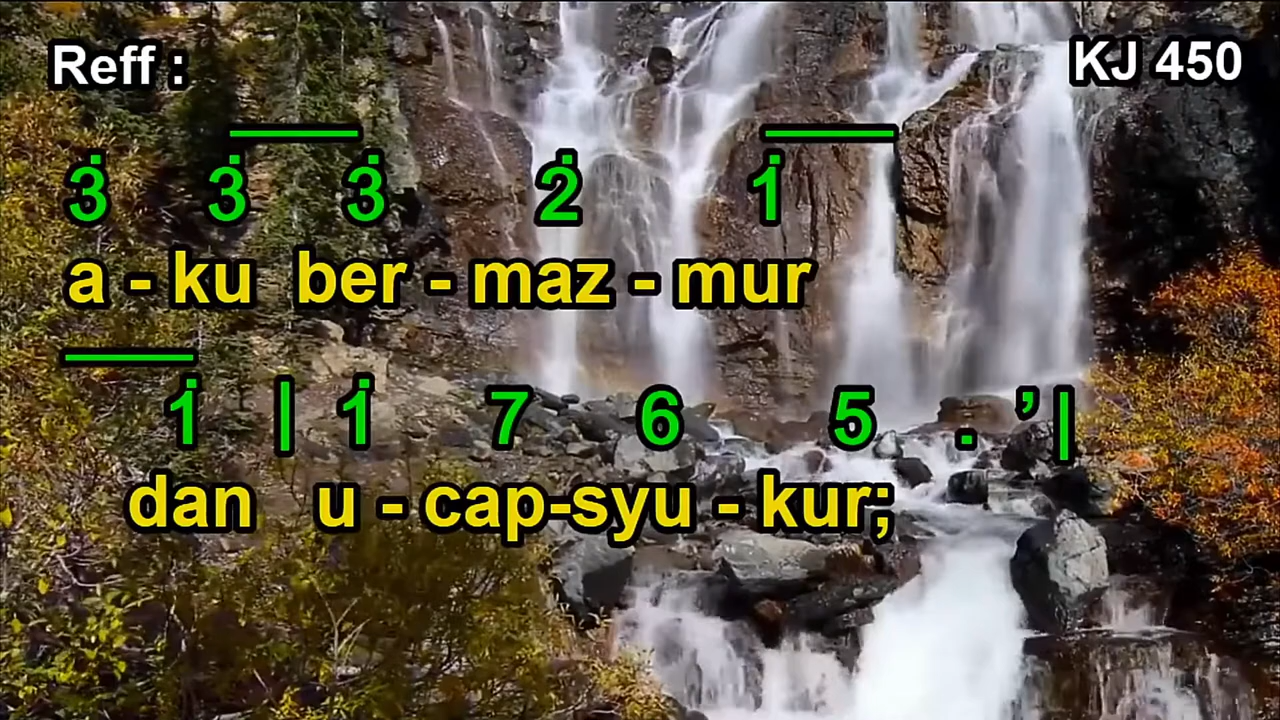 Reff : KJ 450
3̇ 3̇ 3̇ 2̇ 1̇
a - ku ber - maz - mur
1̇ | 1̇ 7 6 5 . ’ |
dan u - cap-syu - kur;